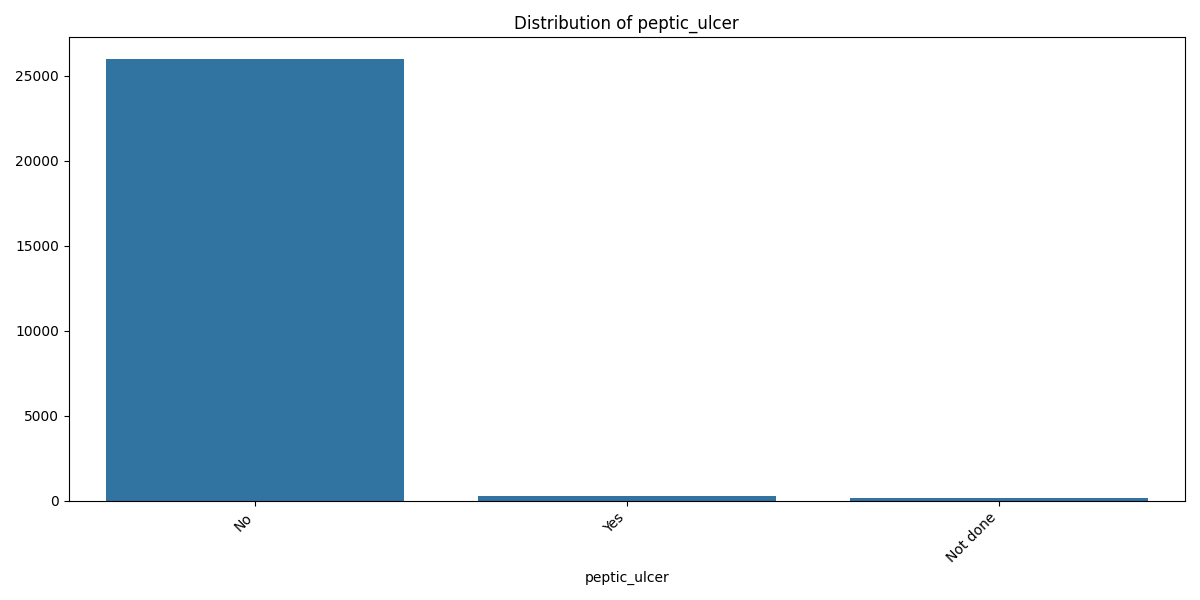 Distribution of peptic_ulcer
25000
20000
15000
10000
5000
0
No
Yes
Not done
peptic_ulcer